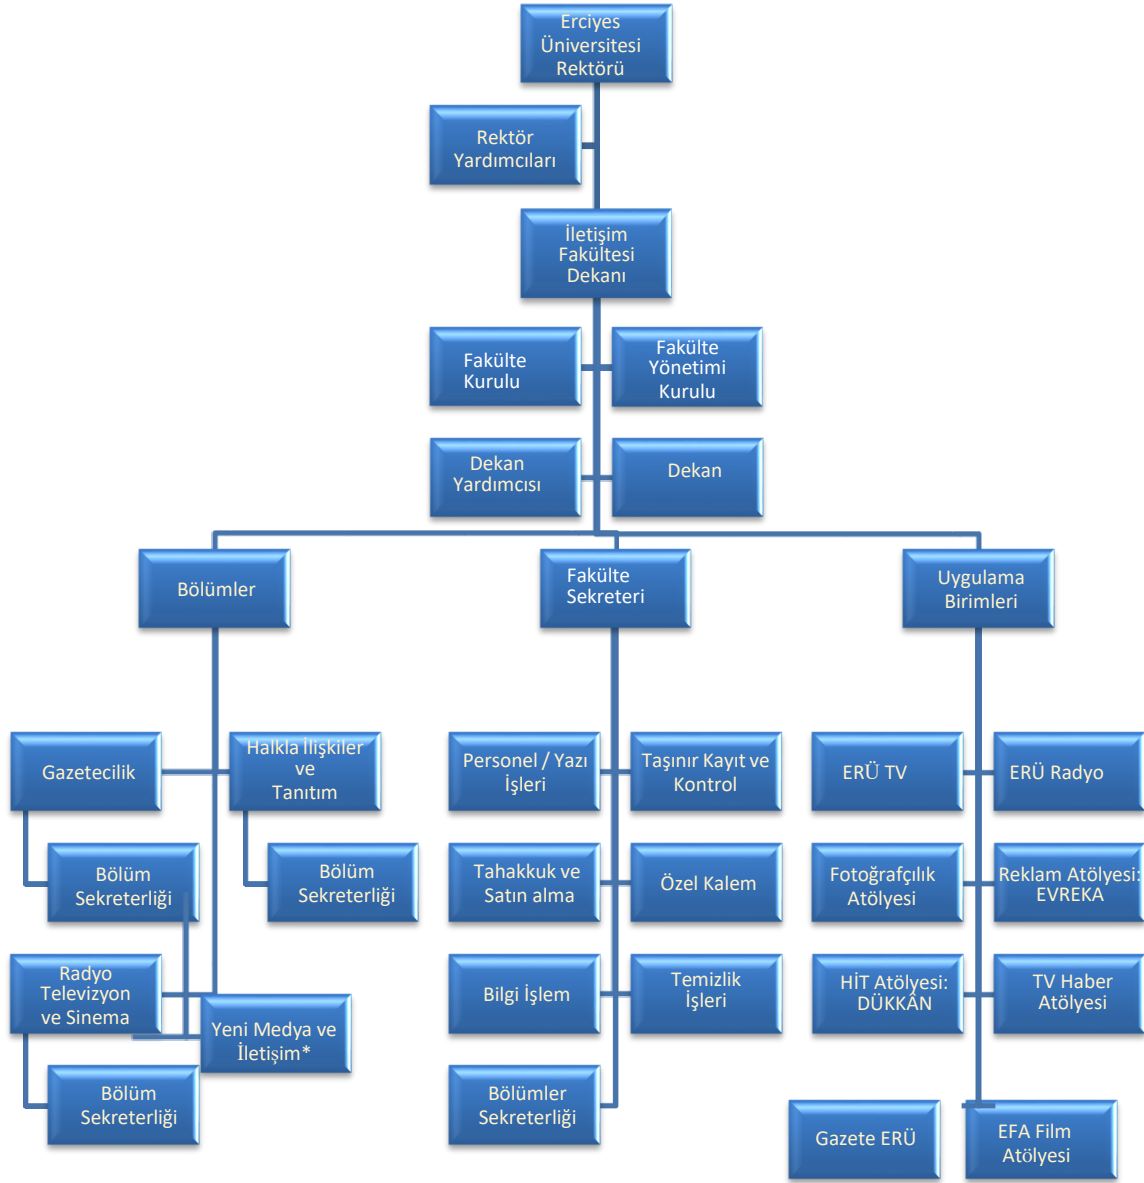 Erciyes
Üniversitesi
Rektörü
Rektör
Yardımcıları
İletişim
Fakültesi
Dekanı
Fakülte
Kurulu
Fakülte
Yönetimi
Kurulu
Dekan
Yardımcısı
Dekan
Bölümler
Fakülte
Sekreteri
Uygulama
Birimleri
Gazetecilik
Halkla İlişkiler
ve
Tanıtım
Bölüm
Sekreterliği
Bölüm
Sekreterliği
Radyo
Televizyon
ve Sinema
Yeni Medya ve
İletişim*
Bölüm
Sekreterliği
Personel / Yazı
İşleri
Taşınır Kayıt ve
Kontrol
Tahakkuk ve
Satın alma
Özel Kalem
Bilgi İşlem
Temizlik
İşleri
Bölümler
Sekreterliği
ERÜ TV
ERÜ Radyo
Fotoğrafçılık
Atölyesi
Reklam Atölyesi:
EVREKA
HİT Atölyesi:
DÜKKÂN
TV Haber
Atölyesi
Gazete ERÜ
EFA Film
Atölyesi